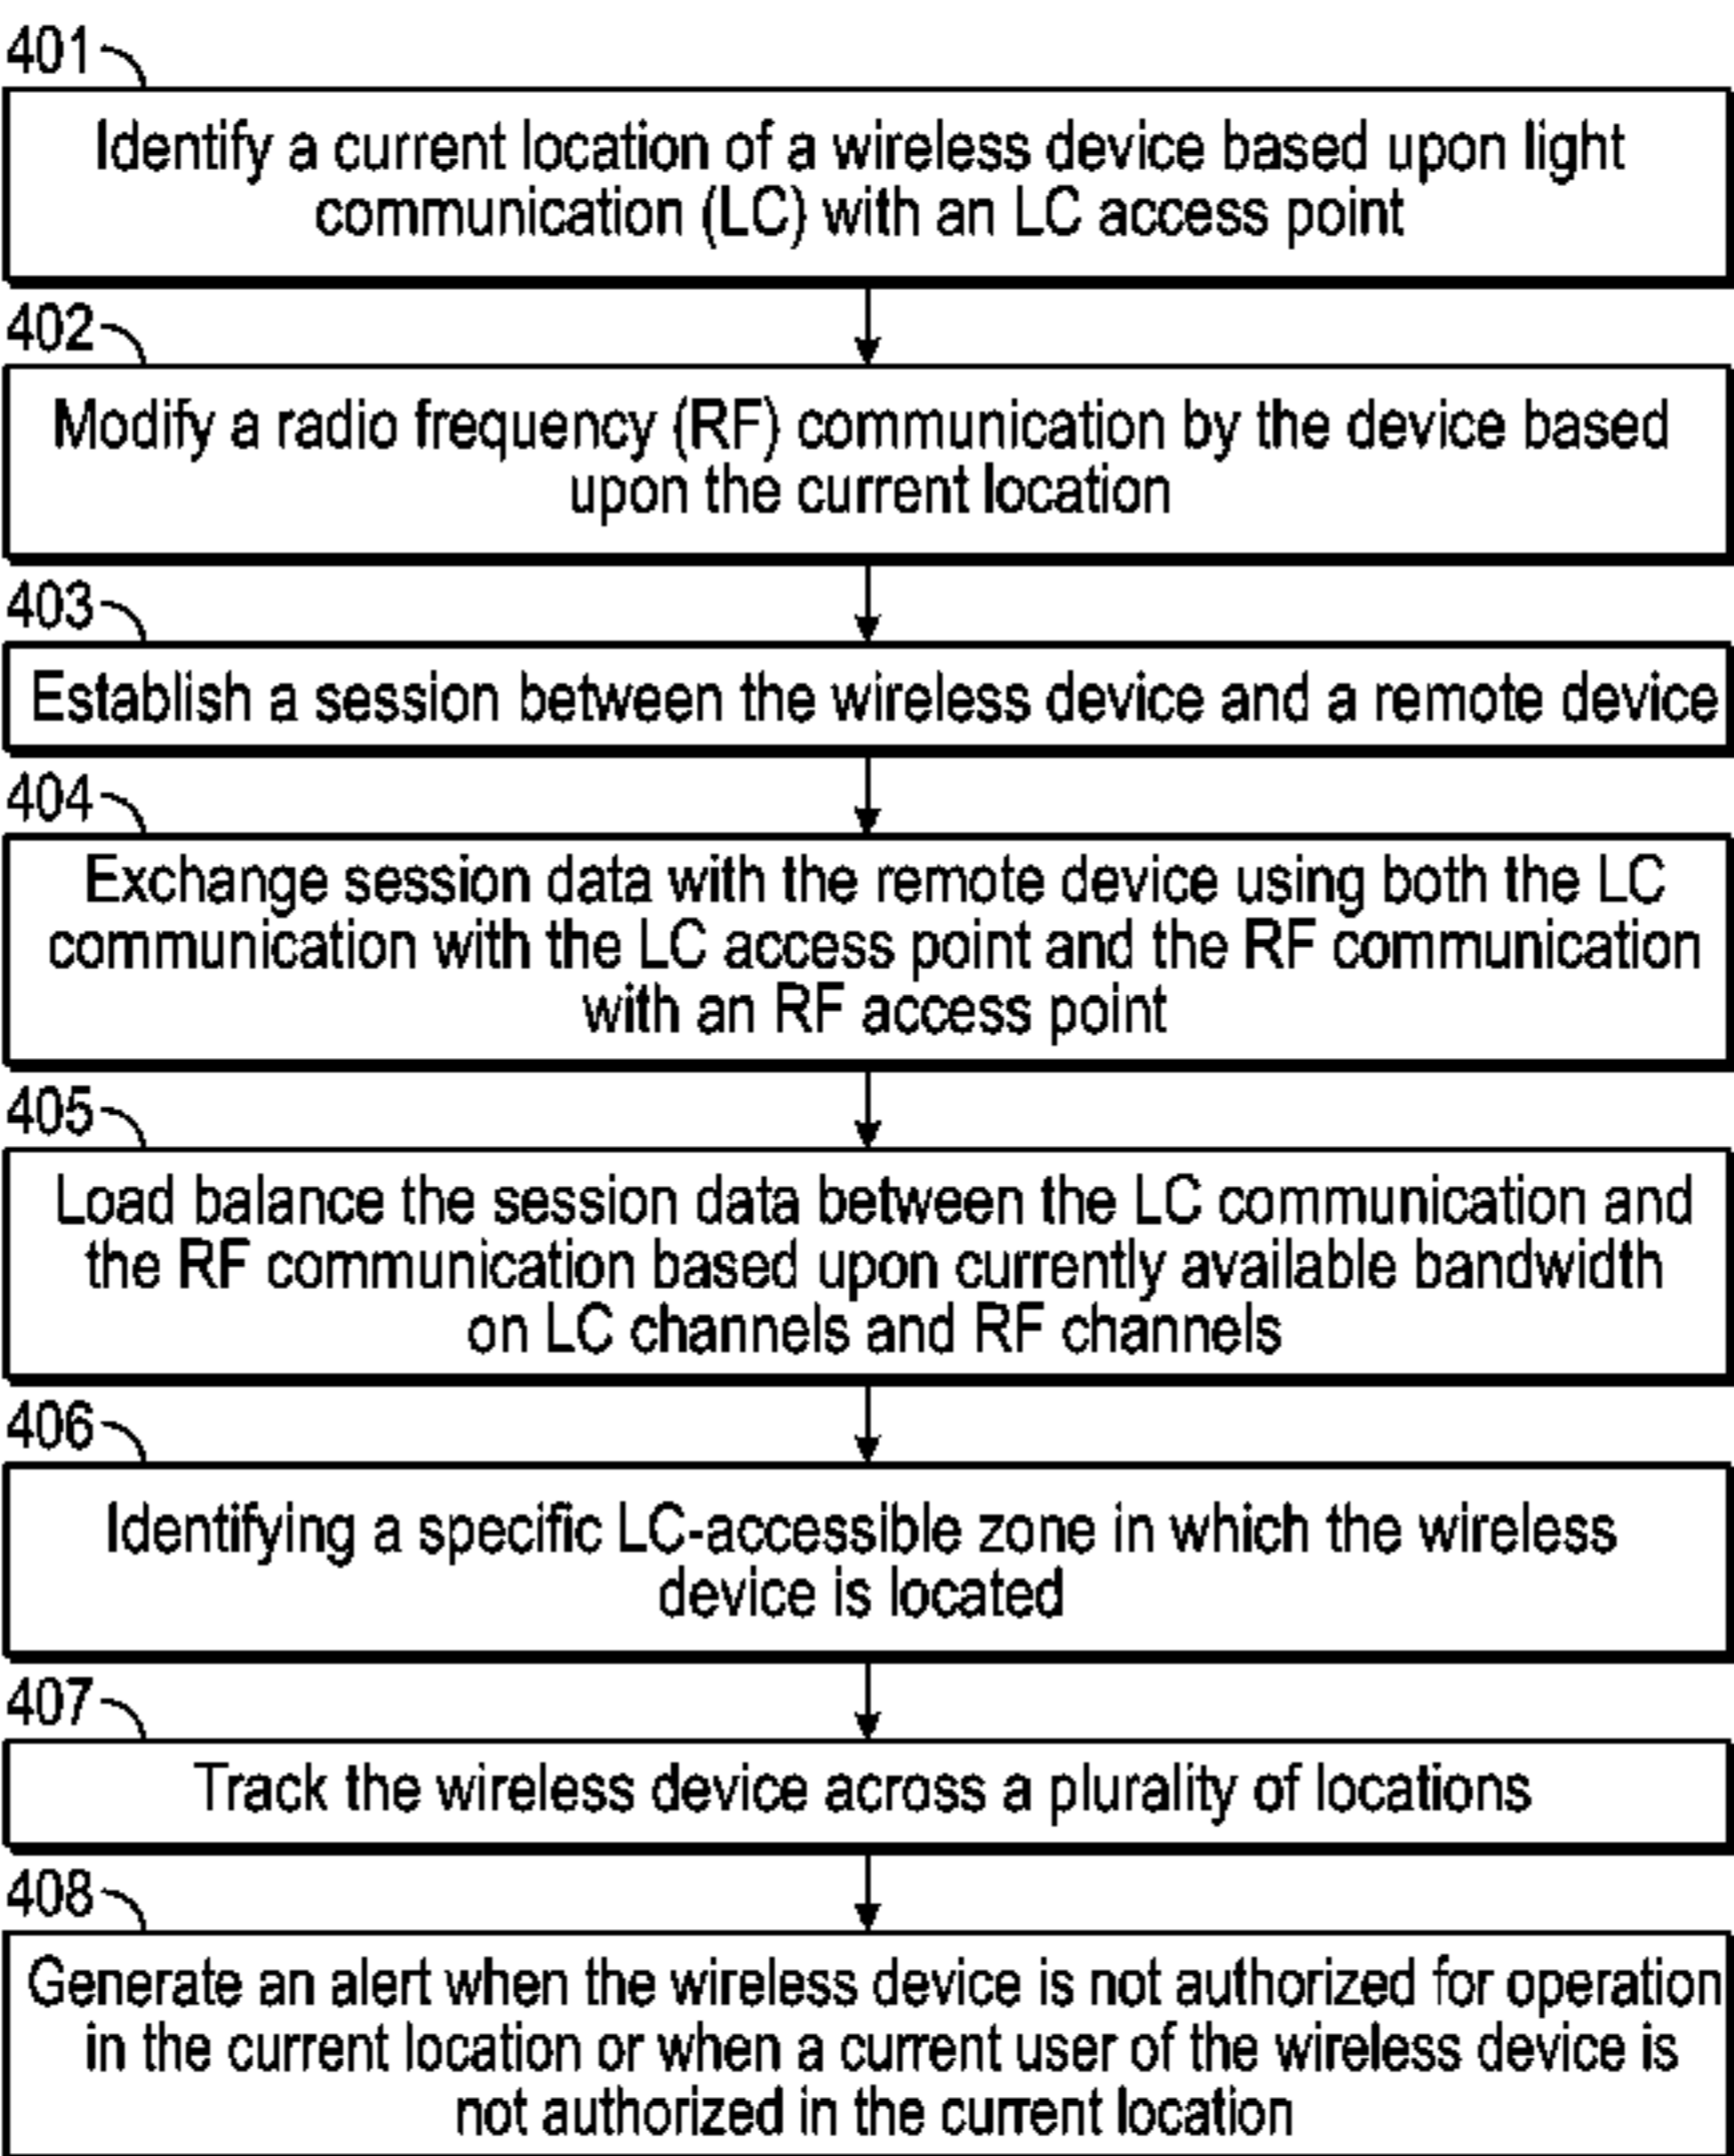 401
Identify a current location of a wireless device based upon light
communication (LC) with an LC access point
402
Modify a radio frequency (RF) communication by the device based
upon the current location
403
Establish a session between the wireless device and a remote device
404
Exchange session data with the remote device using both the LC
communication with the LC access point and the RF communication
with an RF access point
405
Load balance the session data between the LC communication and
the RF communication based upon currently available bandwidth
on LC channels and RF channels
406
Identifying a specific LC-accessible zone in which the wireless
device is located
407
Track the wireless device across a plurality of locations
408
Generate an alert when the wireless device is not authorized for operation
in the current location or when a current user of the wireless device is
not authorized in the current location